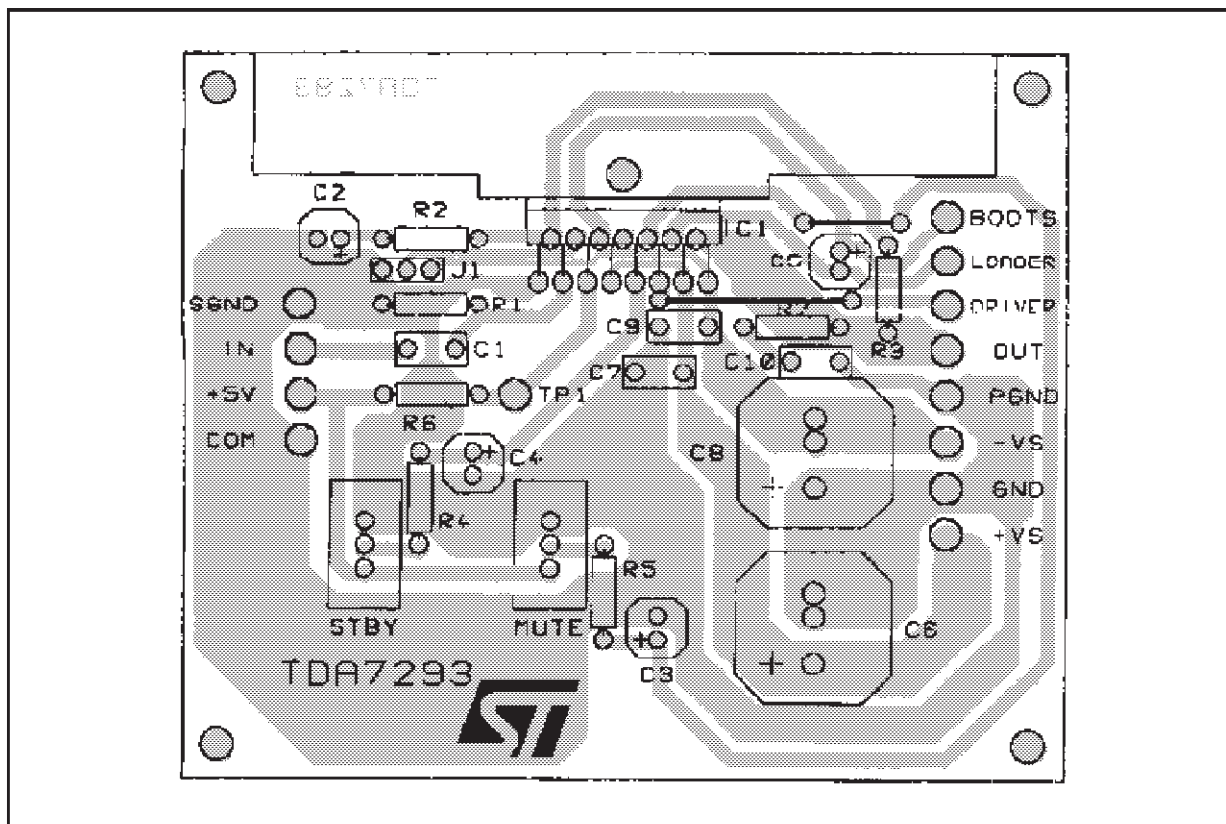 C2
R2
IC1
BOOTS
J1
LOADER
SGND
R1
DRIVER
C9
R3
IN
C1
C10
OUT
C7
+5V
TP1
PGND
R6
COM
C4
C8
-VS
R4
GND
+VS
R5
STBY
MUTE
C6
TDA7293
C3
ST